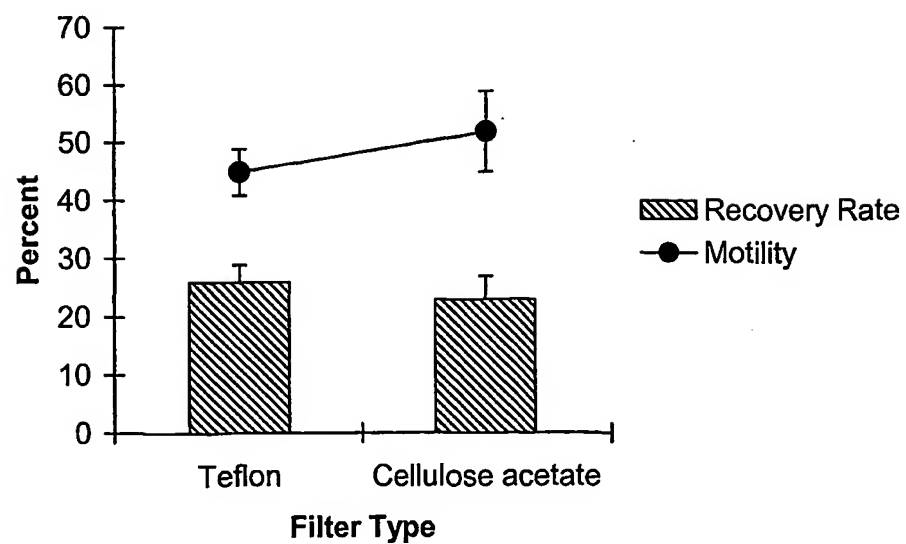 70
60
50
40
30
20
10
0
Percent
Teflon
Cellulose acetate
Filter Type
Recovery Rate
Motility